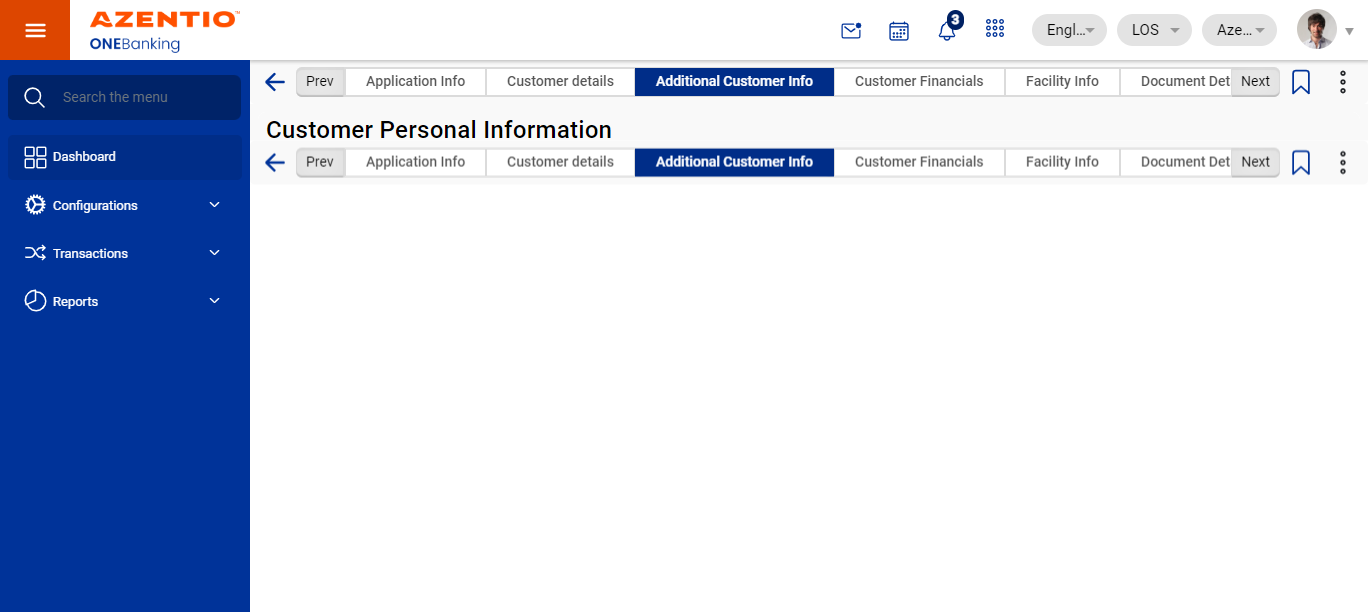 AZENTIO™
ONEBanking
3
Engl...
LOS
Aze...
Search the menu
Dashboard
Configurations
Transactions
Reports
Prev Application Info Customer details Additional Customer Info Customer Financials Facility Info Document Det Next
Customer Personal Information
Prev Application Info Customer details Additional Customer Info Customer Financials Facility Info Document Det Next